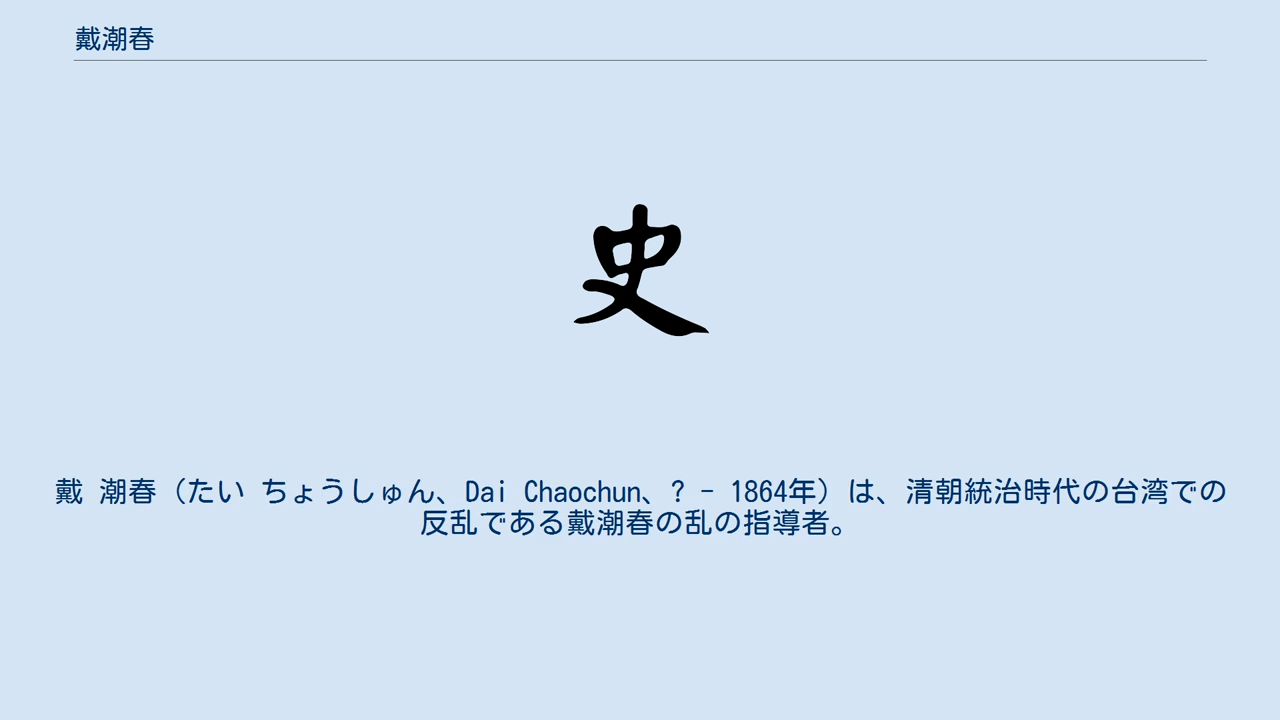 戴潮春
史
戴 潮春（たい ちょうしゅん、Dai Chaochun、? - 1864年）は、清朝統治時代の台湾での
反乱である戴潮春の乱の指導者。